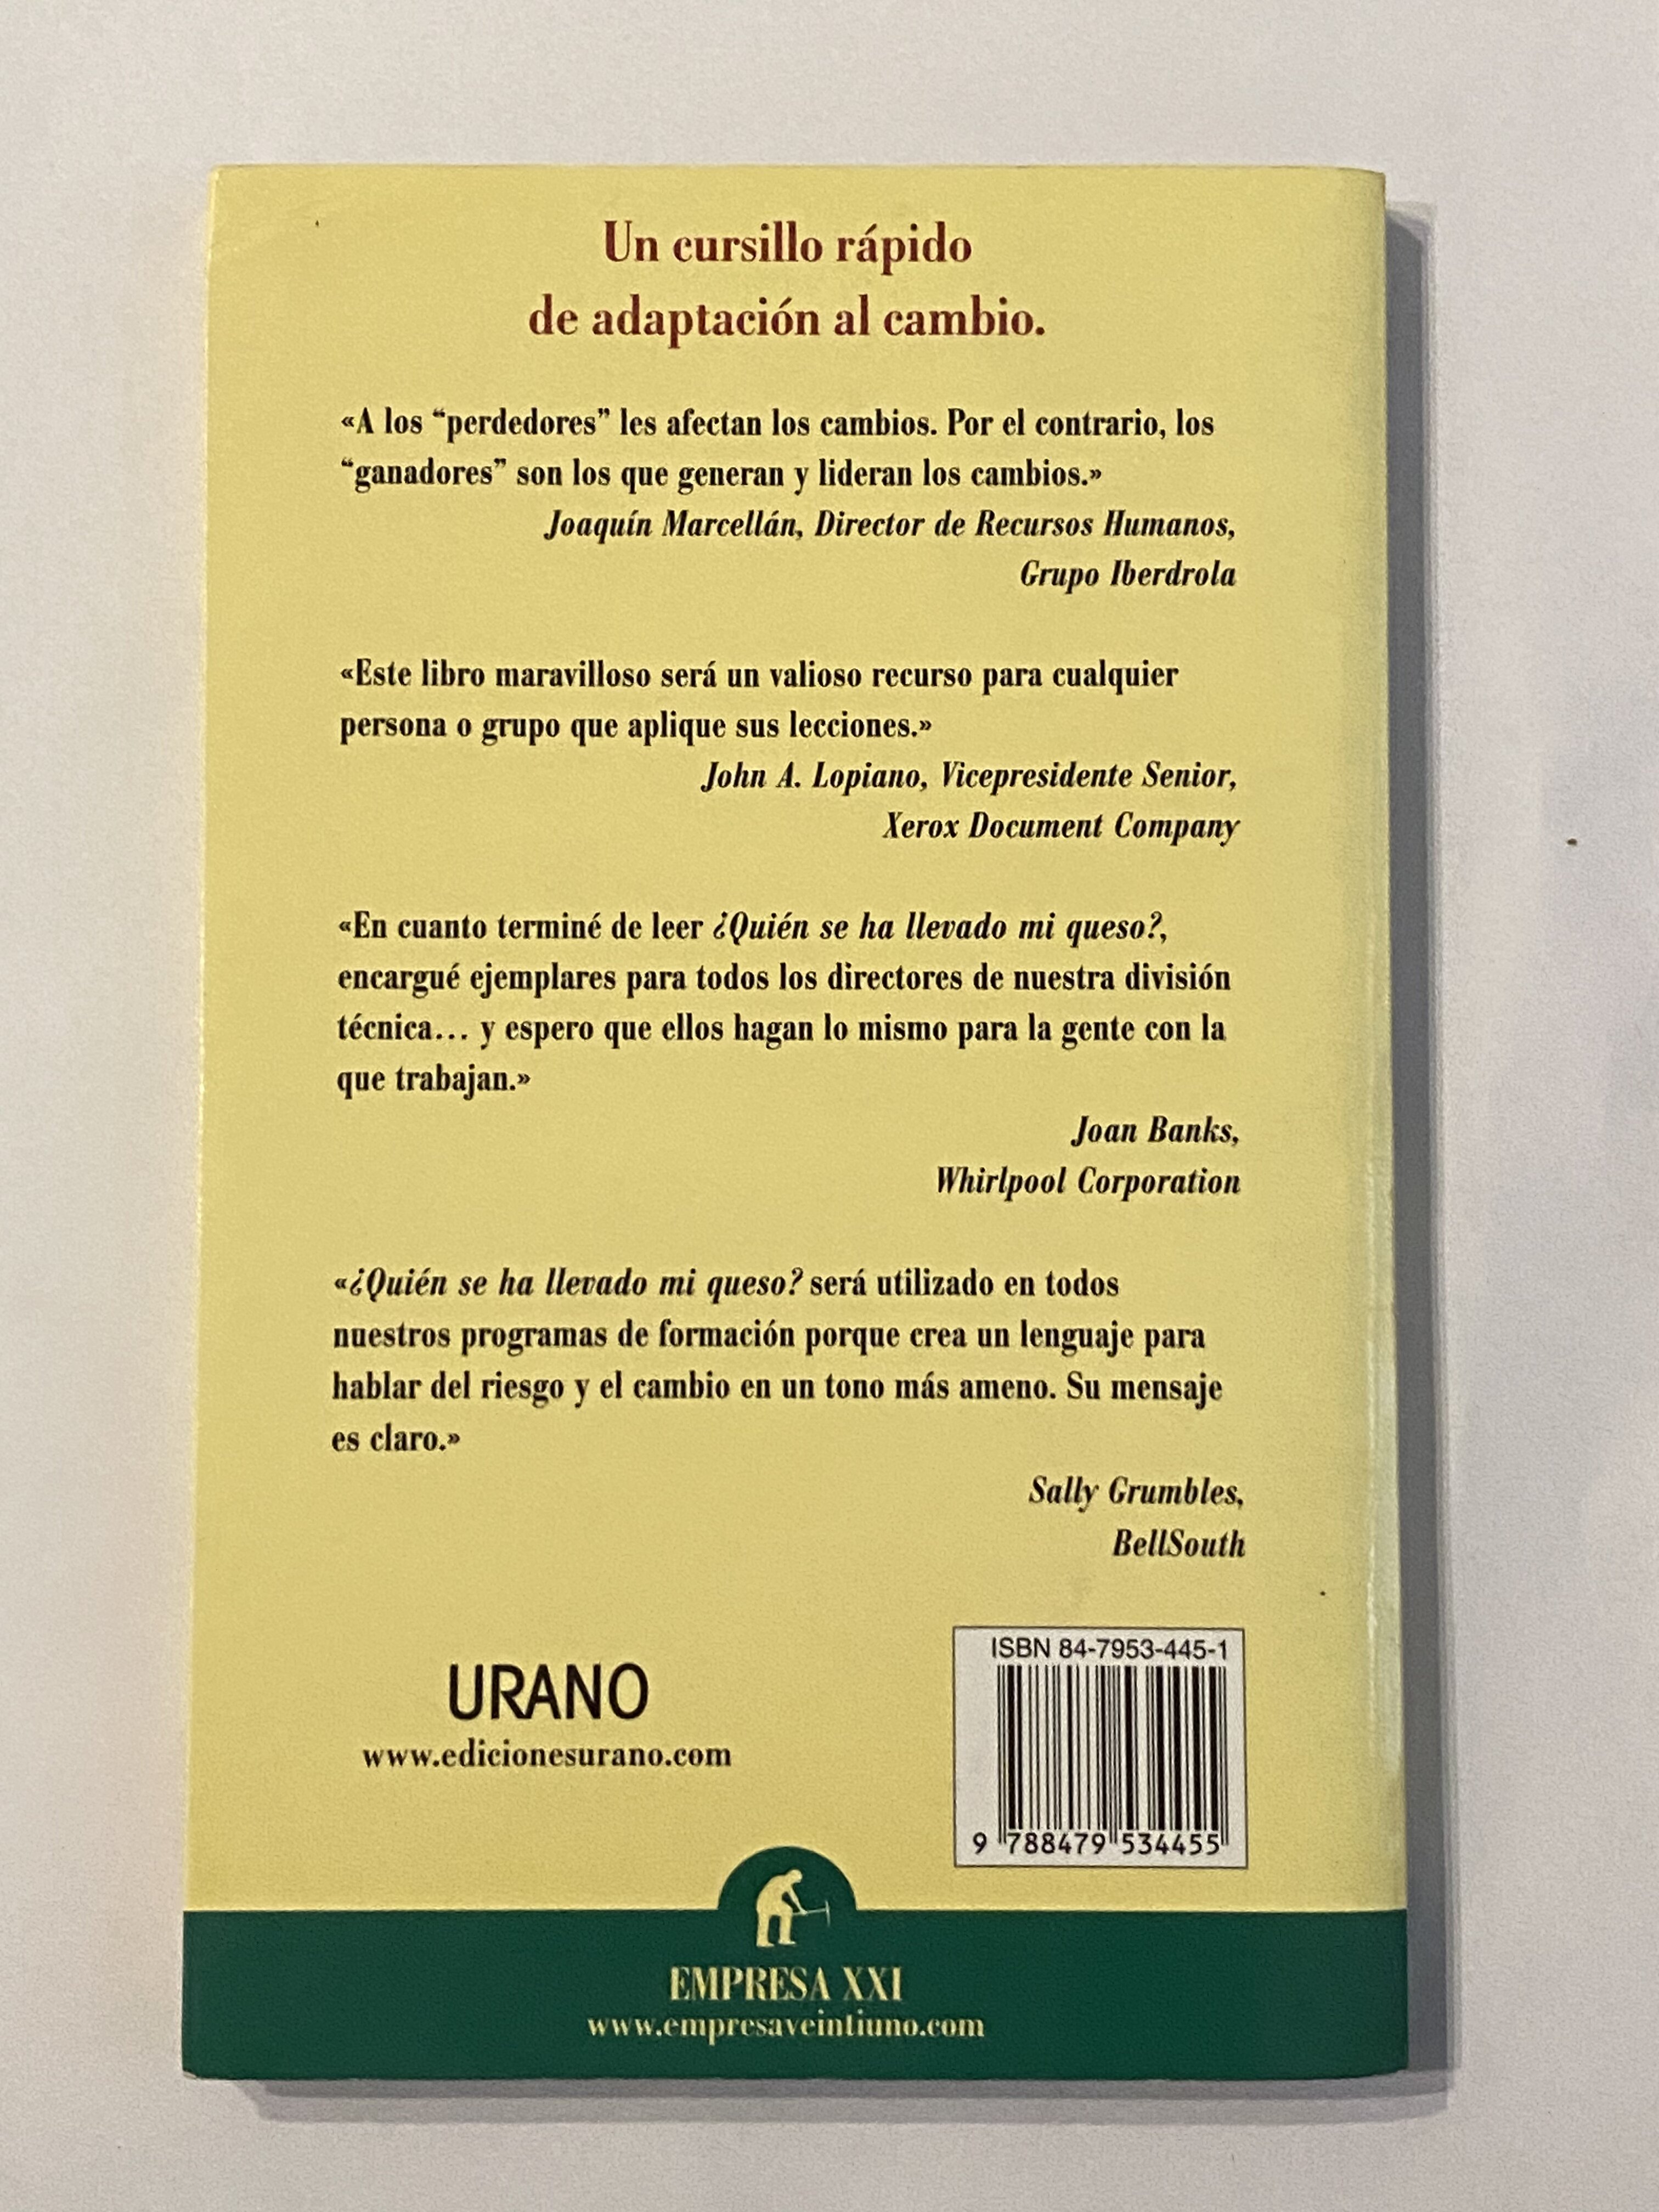 Un cursillo rápido
de adaptación al cambio.
«A los “perdedores” les afectan los cambios. Por el contrario, los
“ganadores” son los que generan y lideran los cambios.»
Joaquín Marcellán, Director de Recursos Humanos,
Grupo Iberdrola
«Este libro maravilloso será un valioso recurso para cualquier
persona o grupo que aplique sus lecciones.»
John A. Lopiano, Vicepresidente Senior,
Xerox Document Company
«En cuanto terminé de leer ¿Quién se ha llevado mi queso?,
encargué ejemplares para todos los directores de nuestra división
técnica... y espero que ellos hagan lo mismo para la gente con la
que trabajan.»
Joan Banks,
Whirlpool Corporation
«¿Quién se ha llevado mi queso? será utilizado en todos
nuestros programas de formación porque crea un lenguaje para
hablar del riesgo y el cambio en un tono más ameno. Su mensaje
es claro.»
Sally Grumbles,
BellSouth
URANO
www.edicionesurano.com
ISBN 84-7953-445-1
9 788479 534455
EMPRESA XXI
www.empresaveintiuno.com